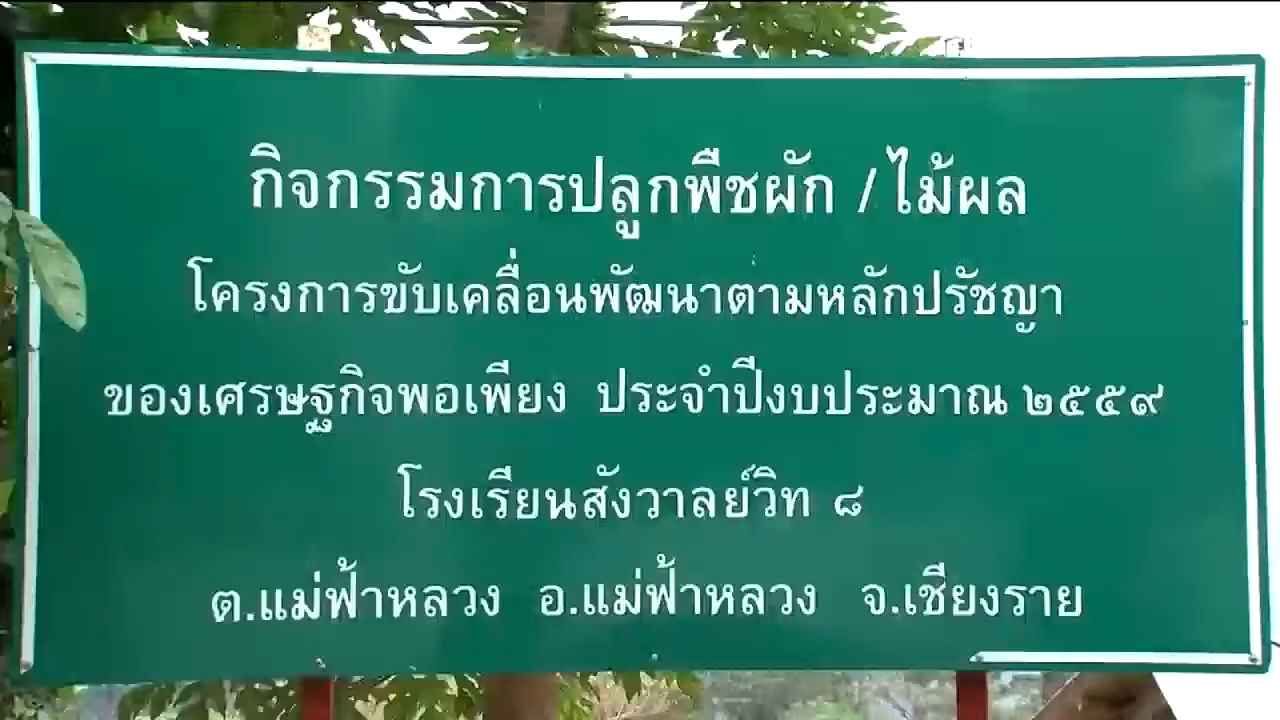 กิจกรรมการปลูกพืชผัก / ไม้ผล
โครงการขับเคลื่อนพัฒนาตามหลักปรัชญา
ของเศรษฐกิจพอเพียง ประจำปีงบประมาณ ๒๕๕๙
โรงเรียนสังวาลย์วิท ๘
ต.แม่ฟ้าหลวง อ.แม่ฟ้าหลวง จ.เชียงราย